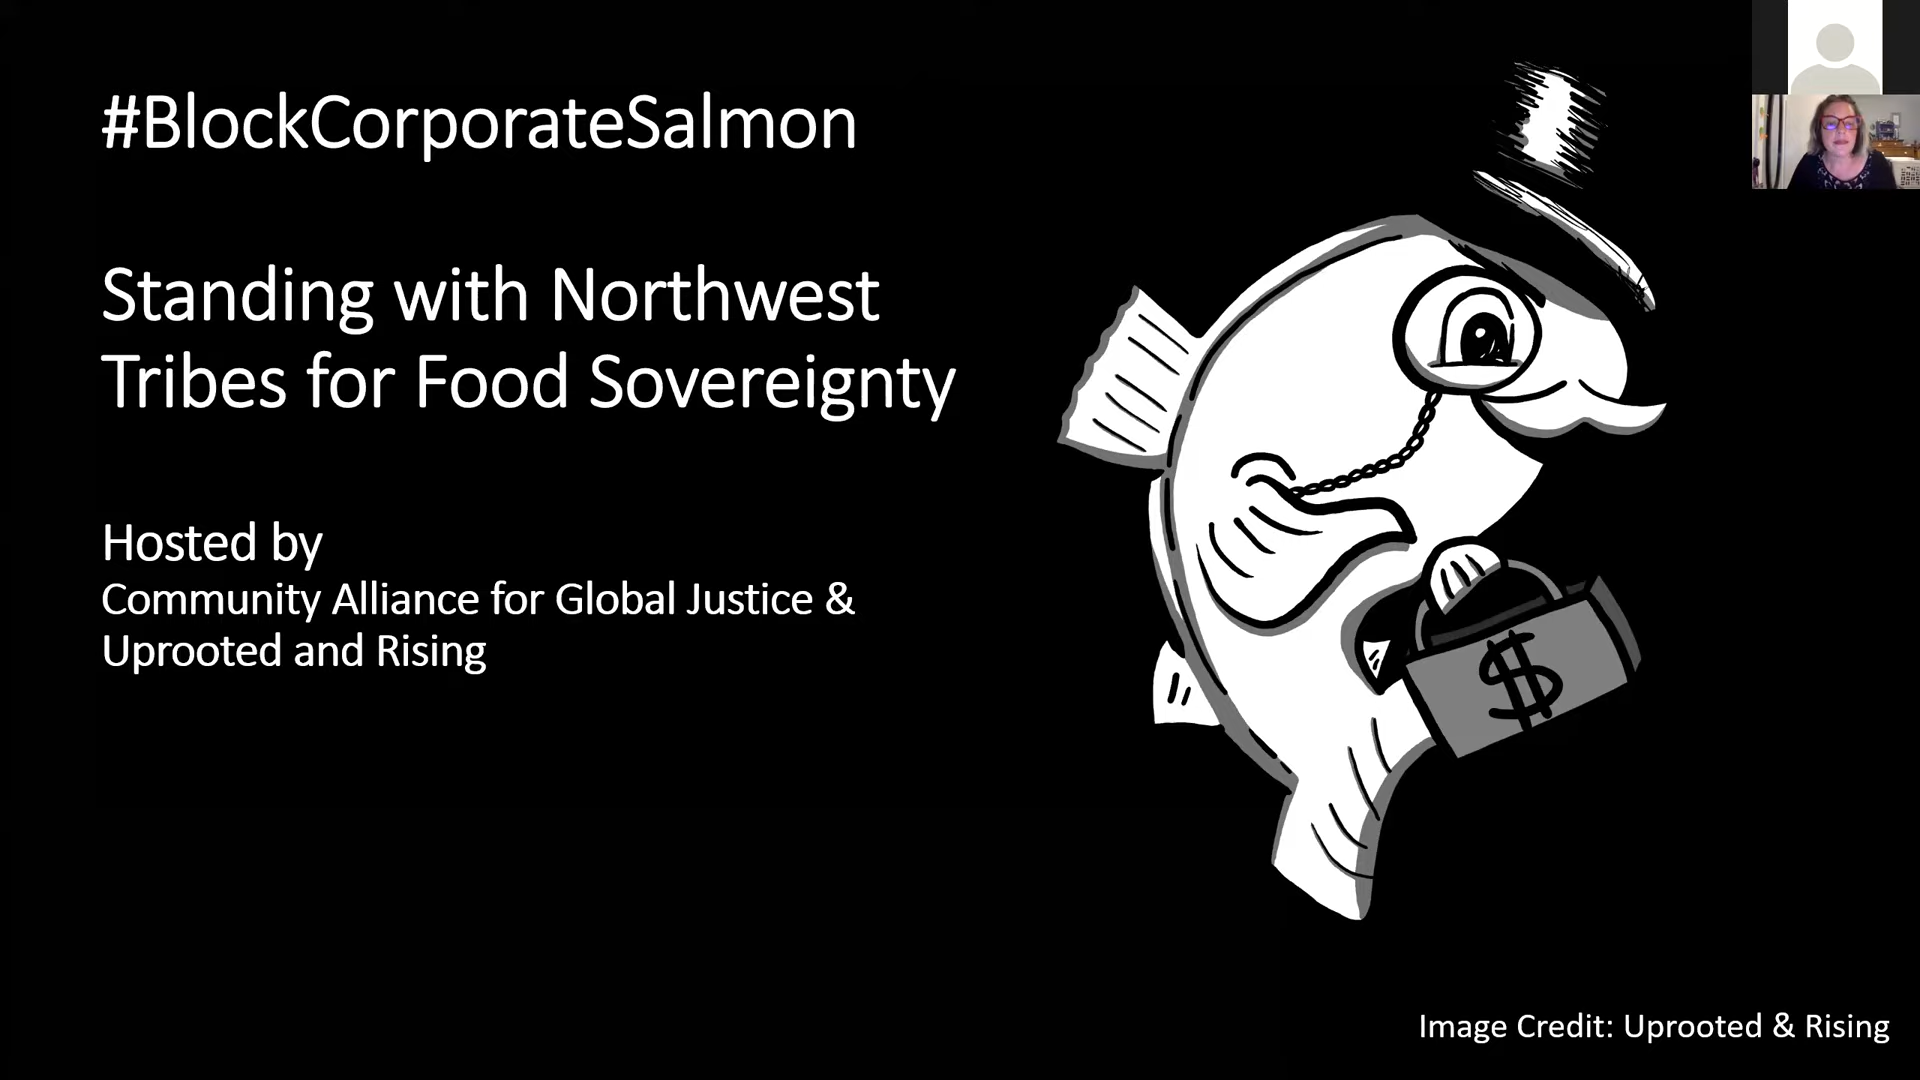 #BlockCorporateSalmon
Standing with Northwest
Tribes for Food Sovereignty
Hosted by
Community Alliance for Global Justice &
Uprooted and Rising
$
Image Credit: Uprooted & Rising